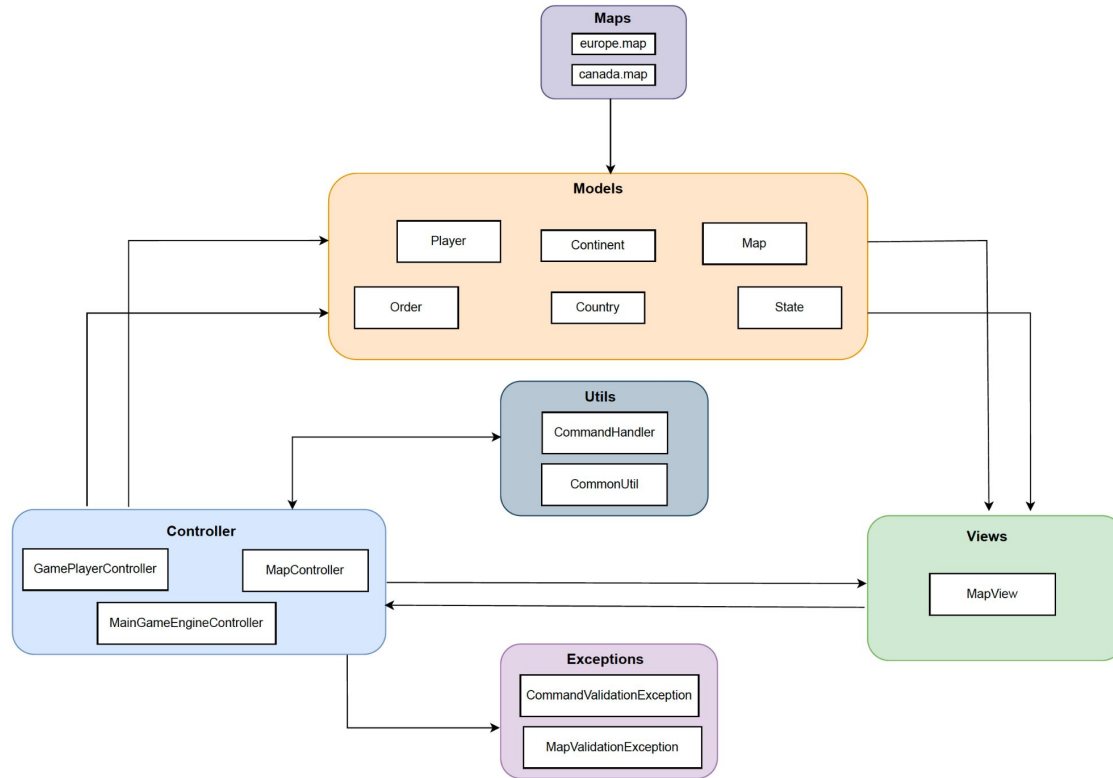 Maps
europe.map
canada.map
Models
Player
Continent
Map
Order
Country
State
Utils
CommandHandler
CommonUtil
Controller
GamePlayerController
MapController
MainGameEngineController
Views
MapView
Exceptions
CommandValidationException
MapValidationException